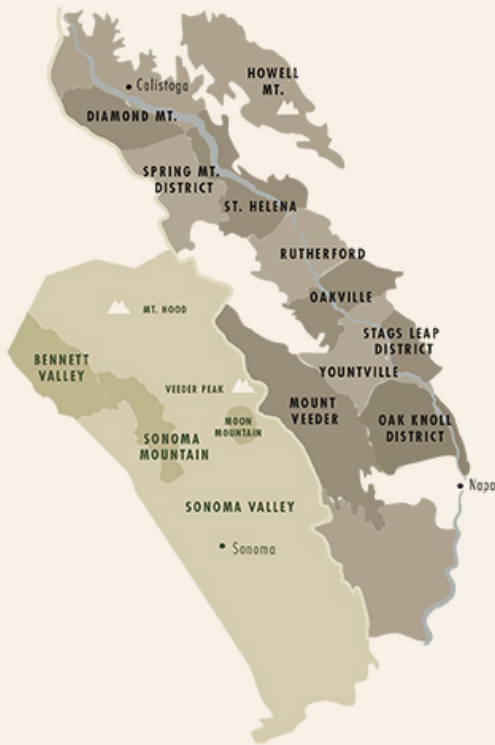 HOWELL
MT.
Calistoga
DIAMOND MT.
SPRING MT.
DISTRICT
ST. HELENA
RUTHERFORD
OAKVILLE
MT. HOOD
STAGS LEAP
DISTRICT
BENNETT
VALLEY
YOUNTVILLE
VEEDER PEAK
MOUNT
VEEDER
OAK KNOLL
DISTRICT
MOON
MOUNTAIN
SONOMA
MOUNTAIN
Napa
SONOMA VALLEY
Sonoma